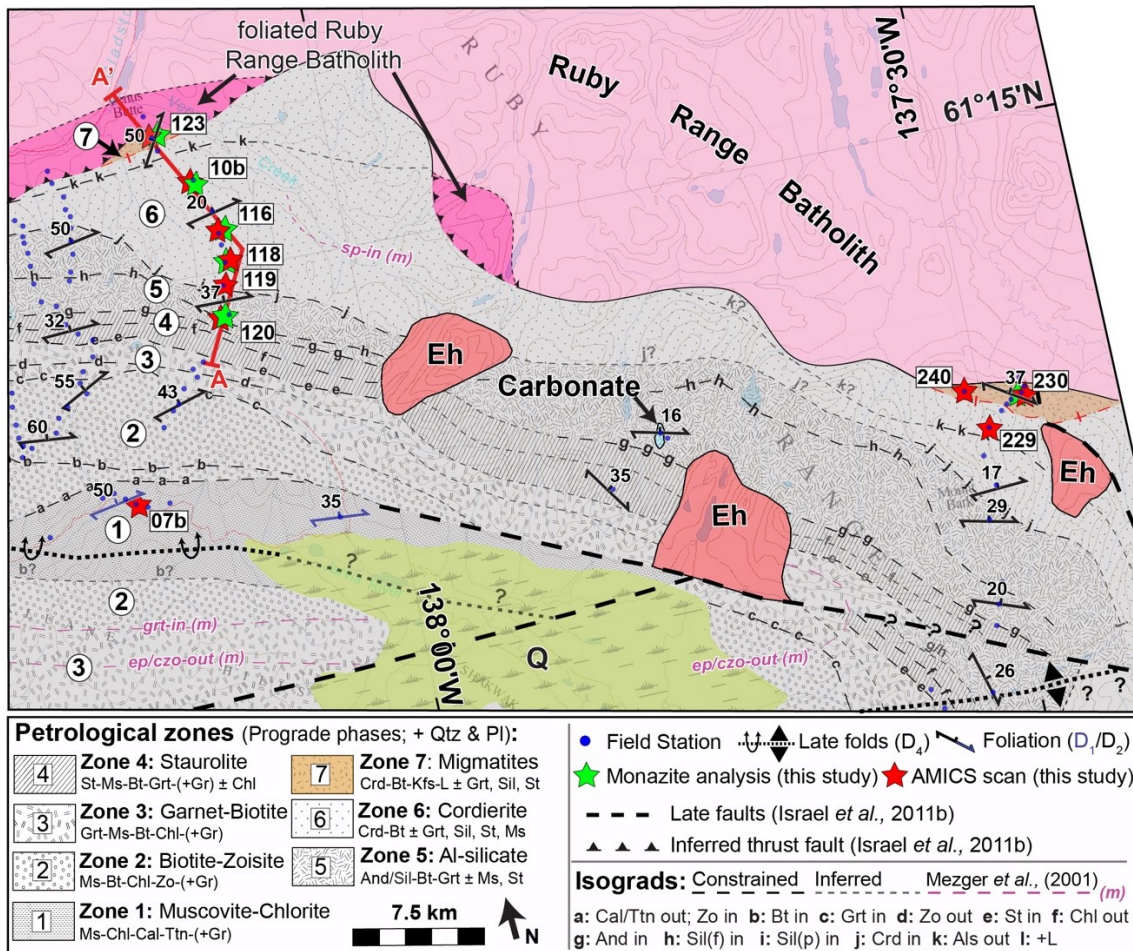 foliated Ruby
Range Batholith
RUBY
Ruby
Range
Batholith
137°30'W
61°15'N
A'
7
50
123
k k k
10b
Creek
20
6
116
50
j
sp-in (m)
118
h h h h
5
119
37
4
120
32
3
A
Eh
Carbonate
k?
j?
j? k?
240
37
230
k k
229
Eh
d
55
43
2
60
c c
16
g g g
35
RANGE
17
29
b b b b b
a a a a
50
1
07b
35
Eh
20
g g
g/h
26
b? b?
2
grt-in (m)
3
ep/czo-out (m)
138°00'W
?
?
Q
ep/czo-out (m)
c c c
? ? ?
?
Petrological zones (Prograde phases; + Qtz & Pl):
4 Zone 4: Staurolite
St-Ms-Bt-Grt-(+Gr) ± Chl
3 Zone 3: Garnet-Biotite
Grt-Ms-Bt-Chl-(+Gr)
2 Zone 2: Biotite-Zoisite
Ms-Bt-Chl-Zo-(+Gr)
1 Zone 1: Muscovite-Chlorite
Ms-Chl-Cal-Ttn-(+Gr)
7 Zone 7: Migmatites
Crd-Bt-Kfs-L ± Grt, Sil, St
6 Zone 6: Cordierite
Crd-Bt ± Grt, Sil, St, Ms
5 Zone 5: Al-silicate
And/Sil-Bt-Grt ± Ms, St
7.5 km
N
Field Station Late folds (D4) Foliation (D1/D2)
Monazite analysis (this study) AMICS scan (this study)
Late faults (Israel et al., 2011b)
Inferred thrust fault (Israel et al., 2011b)
Isograds: Constrained Inferred Mezger et al., (2001)
(m)
a: Cal/Ttn out; Zo in b: Bt in c: Grt in d: Zo out e: St in f: Chl out
g: And in h: Sil(f) in i: Sil(p) in j: Crd in k: Als out l: +L